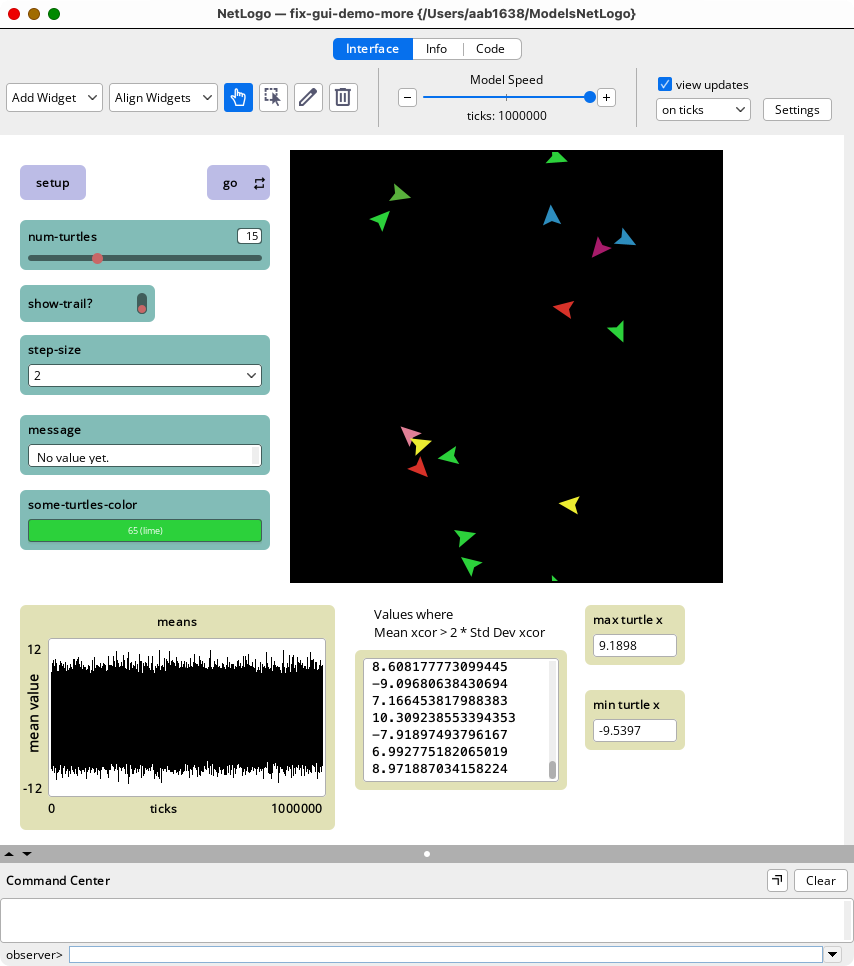 NetLogo — fix-gui-demo-more {/Users/aab1638/ModelsNetLogo}
Interface Info Code
Add Widget Align Widgets
Model Speed
ticks: 1000000
view updates
on ticks
Settings
setup
go
num-turtles 15
show-trail?
step-size
2
message
No value yet.
some-turtles-color
65 (lime)
means
12
mean value
-12
0 ticks 1000000
Values where
Mean xcor > 2 * Std Dev xcor
8.608177773099445
−9.09680638430694
7.166453817988383
10.309238553394353
−7.91897493796167
6.992775182065019
8.971887034158224
max turtle x
9.1898
min turtle x
-9.5397
Command Center
Clear
observer>